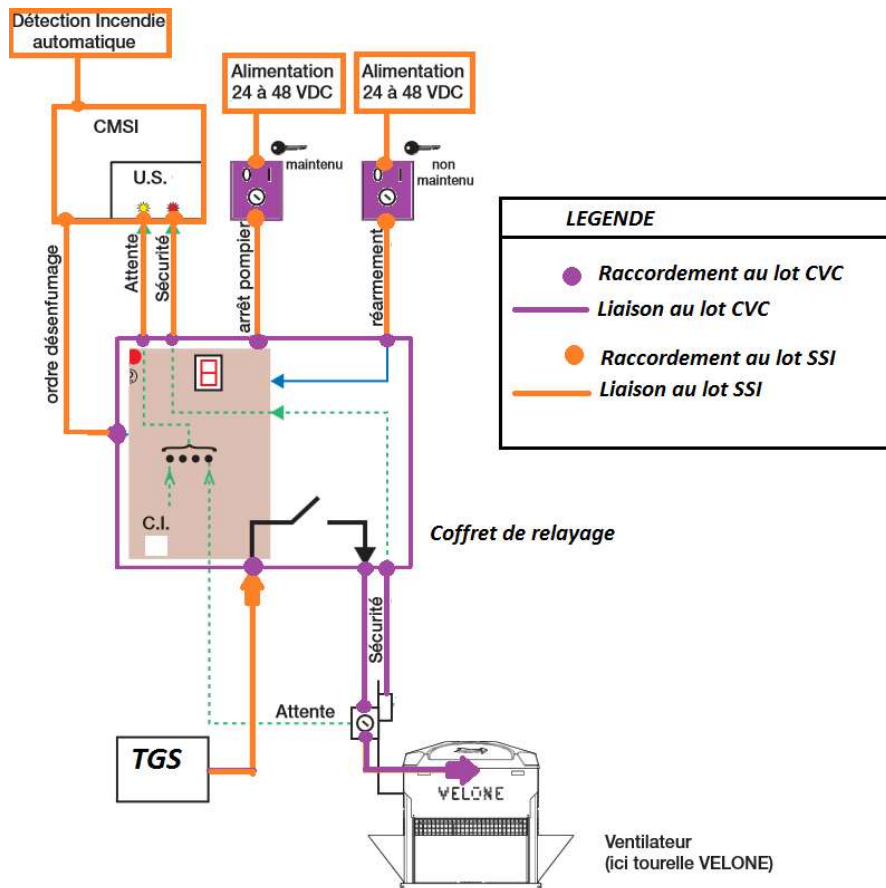 Détection Incendie
automatique
Alimentation
24 à 48 VDC
Alimentation
24 à 48 VDC
CMSI
U.S.
maintenu
0 I
non
maintenu
0 I
ordre désenfumage
Attente
Sécurité
arrêt pompier
réarmement
LEGENDE
Raccordement au lot CVC
Liaison au lot CVC
Raccordement au lot SSI
Liaison au lot SSI
C.I.
Coffret de relayage
Sécurité
Attente
TGS
VELONE
Ventilateur
(ici tourelle VELONE)